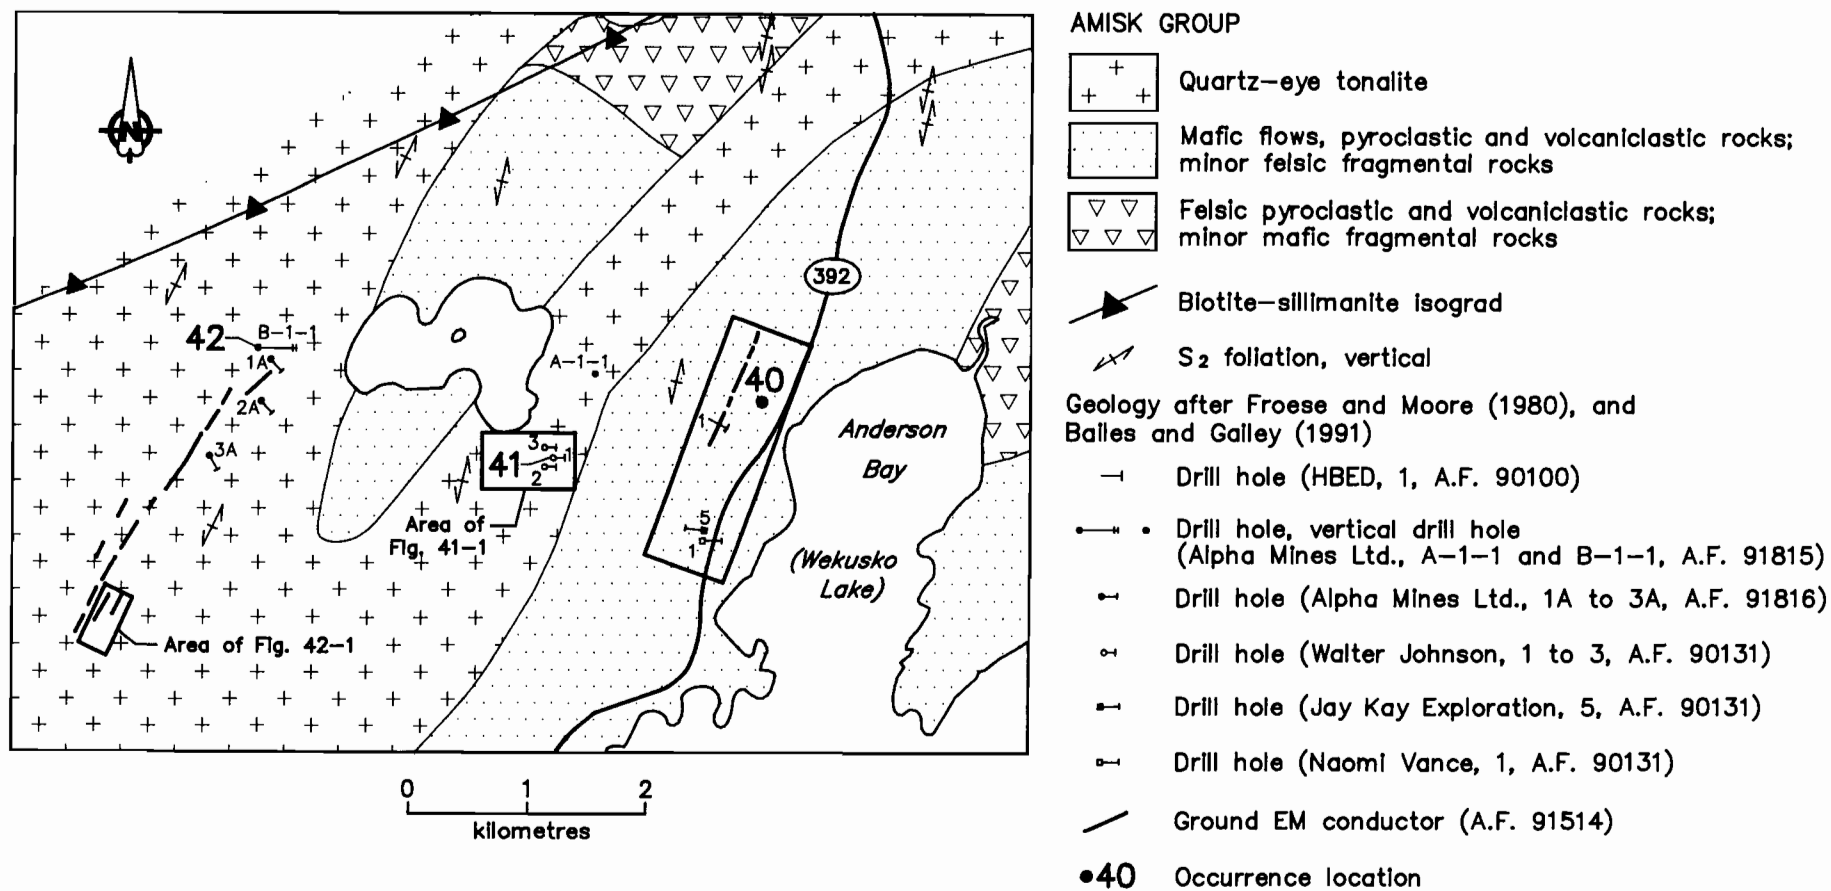 N
392
42
B-1-1
1A
2A
3A
A-1-1
40
1
41
3
1
2
5
1
Area of
Fig. 41-1
Area of Fig. 42-1
Anderson
Bay
(Wekusko
Lake)
0 1 2
kilometres
AMISK GROUP
Quartz-eye tonalite
Mafic flows, pyroclastic and volcaniclastic rocks;
minor felsic fragmental rocks
Felsic pyroclastic and volcaniclastic rocks;
minor mafic fragmental rocks
Biotite-sillimanite isograd
S2 foliation, vertical
Geology after Froese and Moore (1980), and
Bailes and Galley (1991)
Drill hole (HBED, 1, A.F. 90100)
Drill hole, vertical drill hole
(Alpha Mines Ltd., A-1-1 and B-1-1, A.F. 91815)
Drill hole (Alpha Mines Ltd., 1A to 3A, A.F. 91816)
Drill hole (Walter Johnson, 1 to 3, A.F. 90131)
Drill hole (Jay Kay Exploration, 5, A.F. 90131)
Drill hole (Naomi Vance, 1, A.F. 90131)
Ground EM conductor (A.F. 91514)
40 Occurrence location